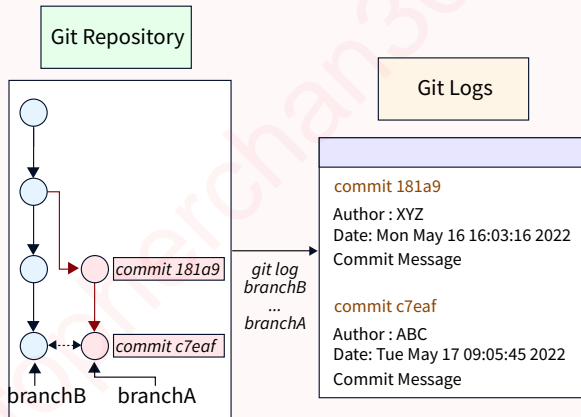 Git Repository
Git Logs
commit 181a9
commit c7eaf
branchB
branchA
git log
branchB
...
branchA
commit 181a9
Author : XYZ
Date: Mon May 16 16:03:16 2022
Commit Message
commit c7eaf
Author : ABC
Date: Tue May 17 09:05:45 2022
Commit Message